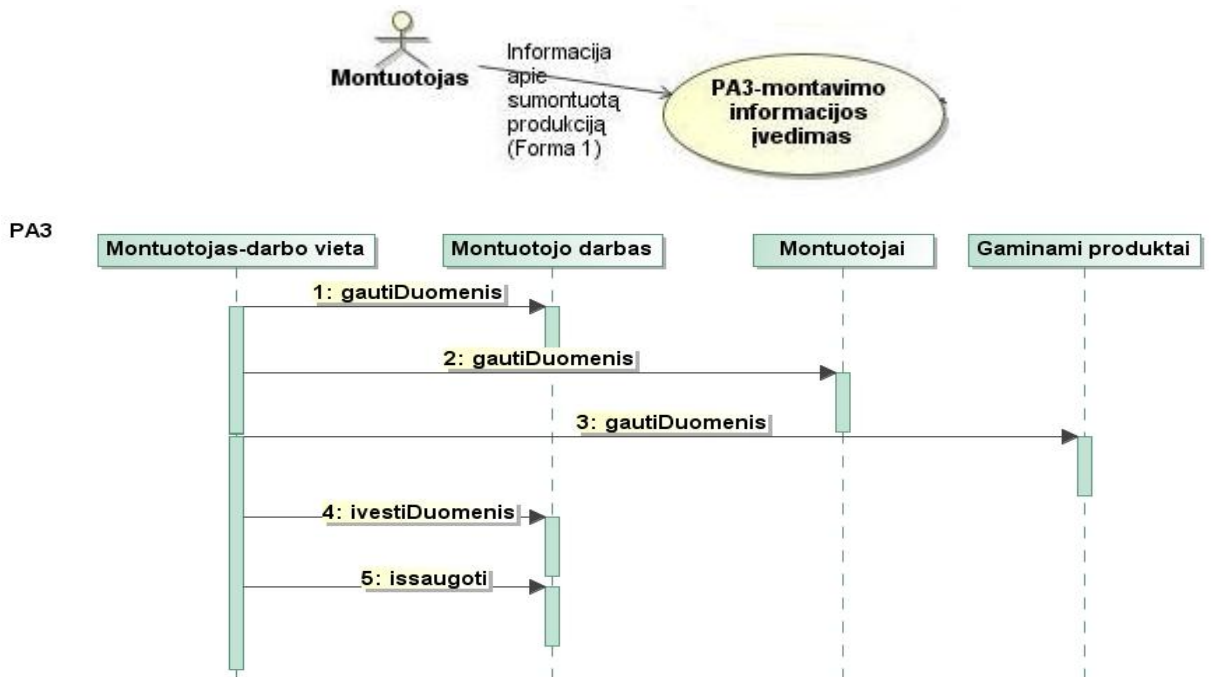 Montuotojas
Informacija
apie
sumontuotą
produkciją
(Forma 1)
PA3-montavimo
informacijos
įvedimas
PA3
Montuotojas-darbo vieta
Montuotojo darbas
Montuotojai
Gaminami produktai
1: gautiDuomenis
2: gautiDuomenis
3: gautiDuomenis
4: ivestiDuomenis
5: issaugoti